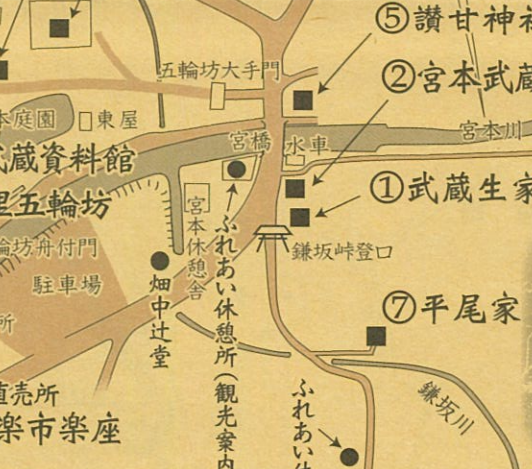 ⑤讃甘神社
五輪坊大手門
②宮本武蔵
本庭園
東屋
宮本川
宮橋
水車
武蔵資料館
①武蔵生家
里五輪坊
宮本休憩舎
ふれあい休憩所（観光案内
鎌坂峠登口
輪坊舟付門
駐車場
畑中辻堂
所
⑦平尾家
直売所
楽市楽座
ふれあい休
鎌坂川